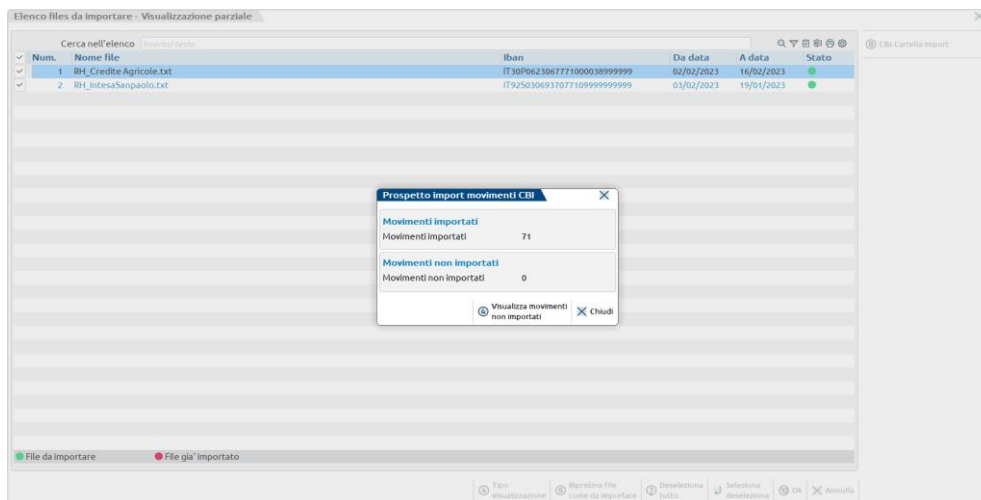 Elenco files da importare - Visualizzazione parziale
Cerca nell'elenco Inserisci testo
CBI-Cartella import
Num. Nome file Iban Da data A data Stato
1 RH_Credite Agricole.txt IT30P0623067771000038999999 02/02/2023 16/02/2023
2 RH_IntesaSanpaolo.txt IT92S0306937077109999999999 03/02/2023 19/01/2023
Prospetto import movimenti CBI
Movimenti importati
Movimenti importati 71
Movimenti non importati
Movimenti non importati 0
Visualizza movimenti
non importati
Chiudi
File da importare File gia' importato
Tipo
visualizzazione
Ripristina file
come da importare
Deseleziona
tutto
Seleziona
deseleziona
Ok
Annulla